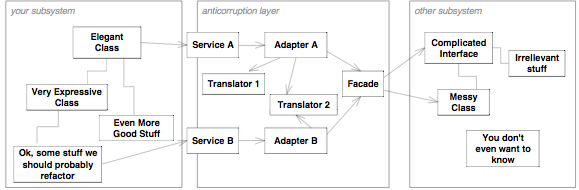 your subsystem
anticorruption layer
other subsystem
Elegant
Class
Service A
Adapter A
Complicated
Interface
Irrellevant
stuff
Very Expressive
Class
Translator 1
Facade
Translator 2
Messy
Class
Even More
Good Stuff
Service B
Adapter B
You don't
even want to
know
Ok, some stuff we
should probably
refactor